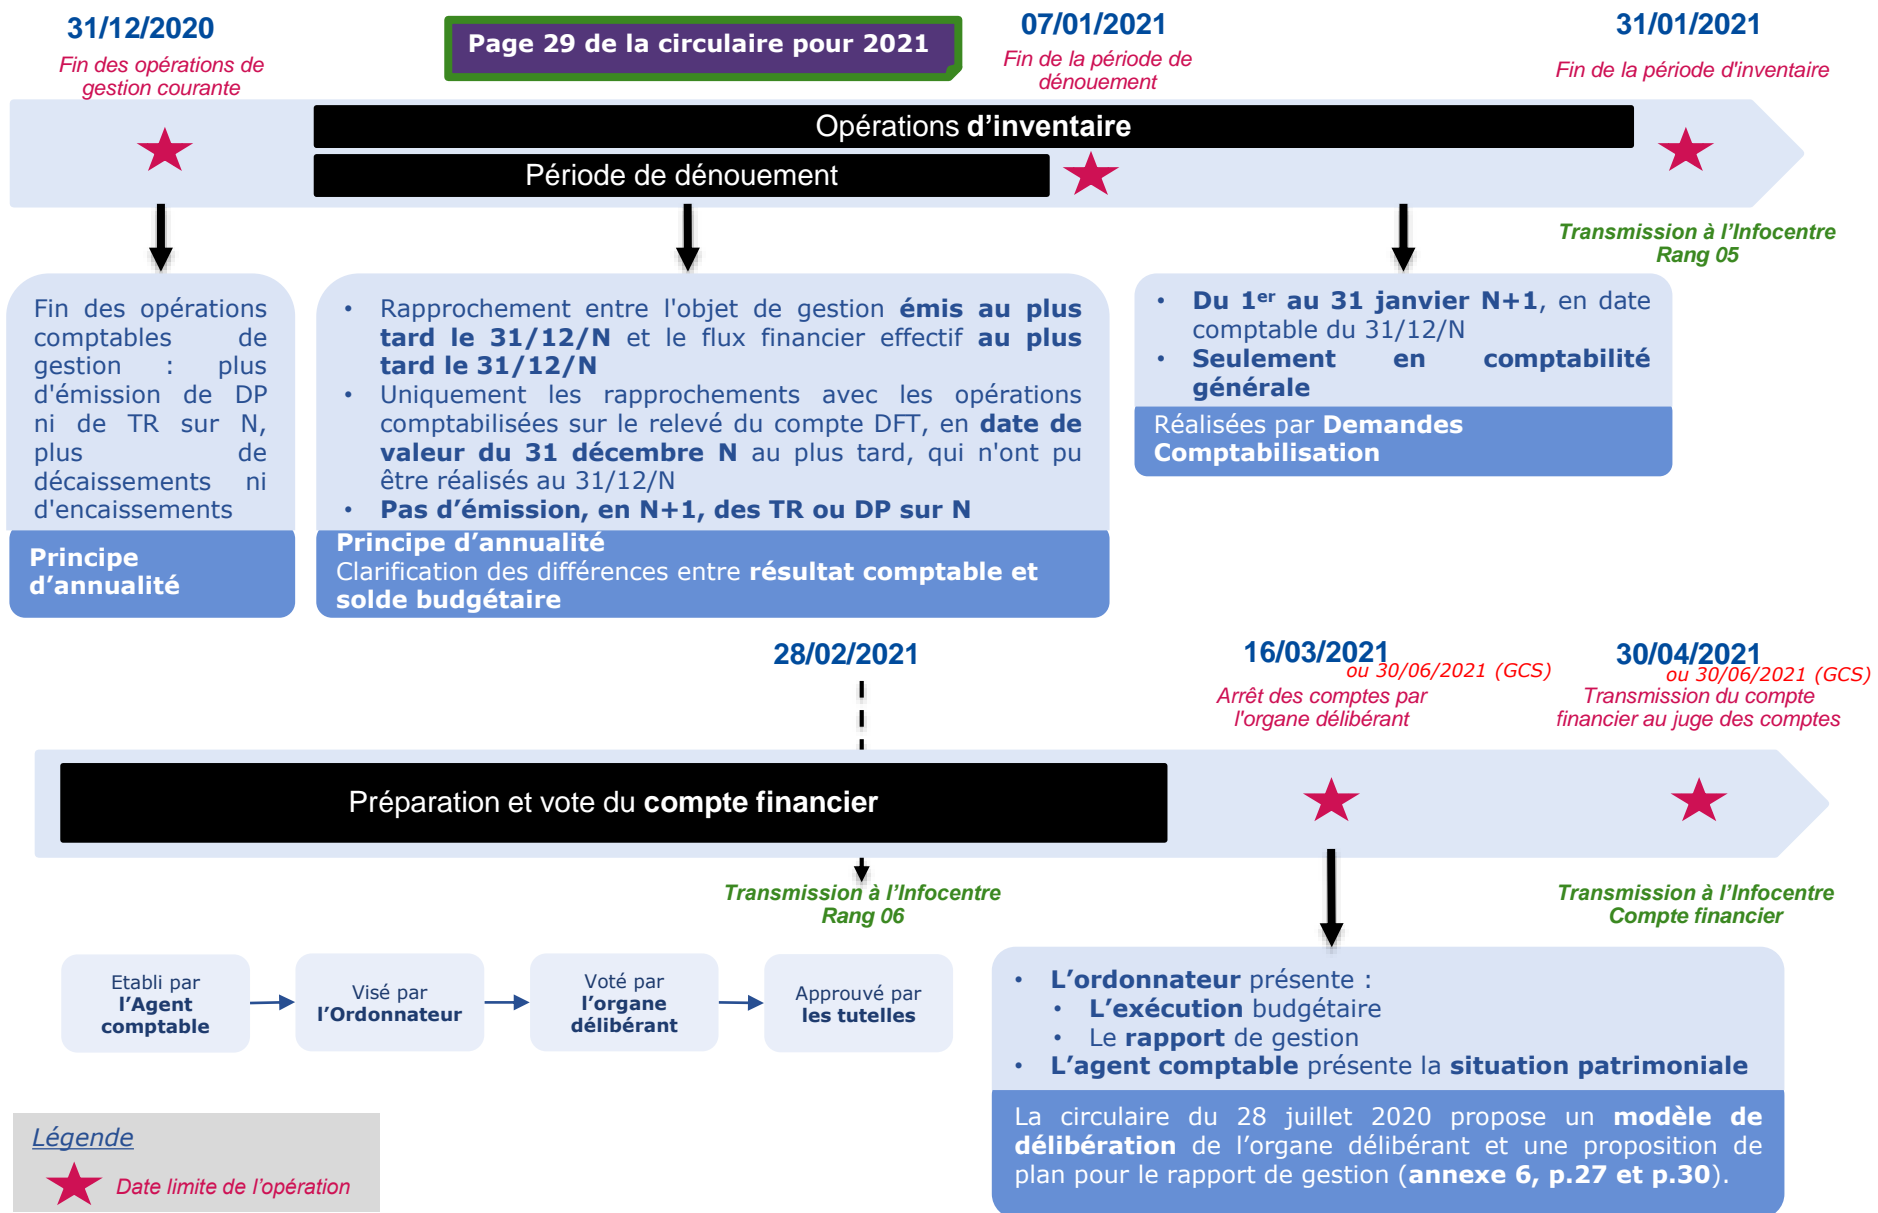 31/12/2020
Fin des opérations de
gestion courante
Page 29 de la circulaire pour 2021
07/01/2021
Fin de la période de
dénouement
31/01/2021
Fin de la période d'inventaire
Opérations d’inventaire
Période de dénouement
Transmission à l’Infocentre
Rang 05
Fin des opérations
comptables de
gestion : plus
d'émission de DP
ni de TR sur N,
plus de
décaissements ni
d'encaissements
Principe
d’annualité
• Rapprochement entre l'objet de gestion émis au plus
tard le 31/12/N et le flux financier effectif au plus
tard le 31/12/N
• Uniquement les rapprochements avec les opérations
comptabilisées sur le relevé du compte DFT, en date de
valeur du 31 décembre N au plus tard, qui n'ont pu
être réalisés au 31/12/N
• Pas d’émission, en N+1, des TR ou DP sur N
Principe d’annualité
Clarification des différences entre résultat comptable et
solde budgétaire
• Du 1er au 31 janvier N+1, en date
comptable du 31/12/N
• Seulement en comptabilité
générale
Réalisées par Demandes
Comptabilisation
28/02/2021
16/03/2021
ou 30/06/2021 (GCS)
Arrêt des comptes par
l'organe délibérant
30/04/2021
ou 30/06/2021 (GCS)
Transmission du compte
financier au juge des comptes
Préparation et vote du compte financier
Transmission à l’Infocentre
Rang 06
Transmission à l’Infocentre
Compte financier
Etabli par
l’Agent
comptable
Visé par
l’Ordonnateur
Voté par
l’organe
délibérant
Approuvé par
les tutelles
• L’ordonnateur présente :
• L’exécution budgétaire
• Le rapport de gestion
• L’agent comptable présente la situation patrimoniale
La circulaire du 28 juillet 2020 propose un modèle de
délibération de l’organe délibérant et une proposition de
plan pour le rapport de gestion (annexe 6, p.27 et p.30).
Légende
Date limite de l’opération